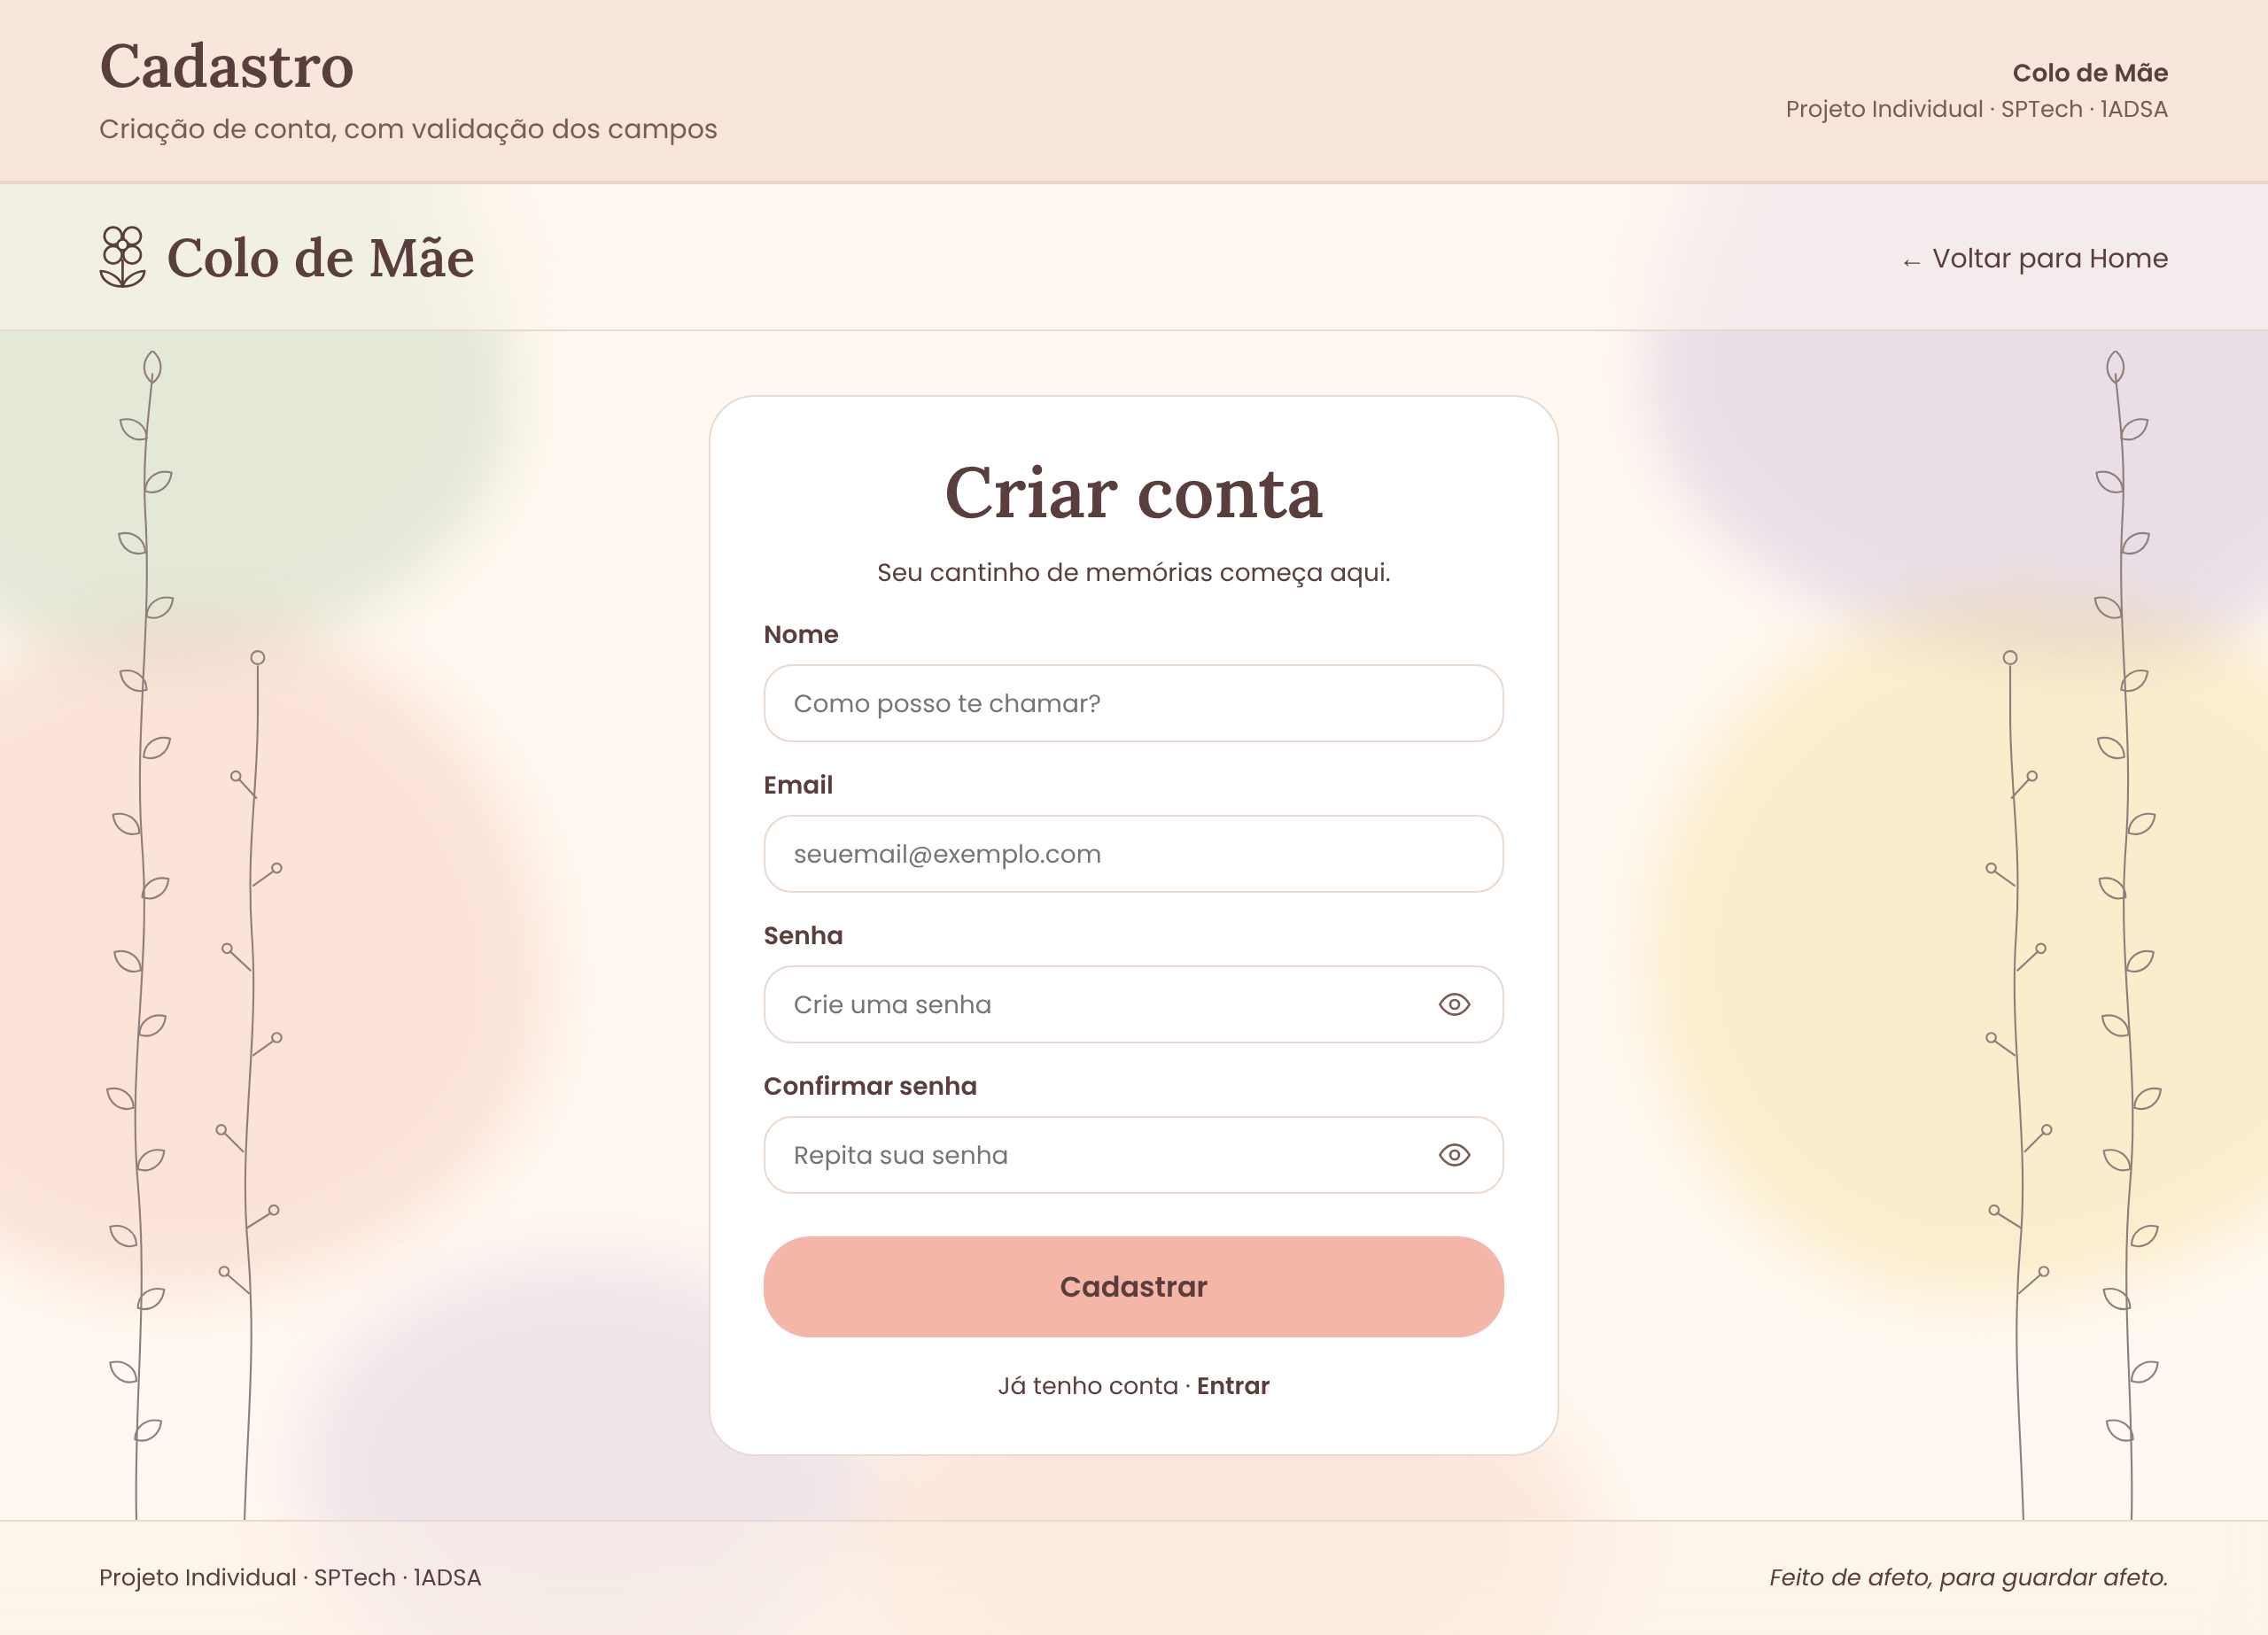 Cadastro
Criação de conta, com validação dos campos
Colo de Mãe
Projeto Individual · SPTech · 1ADSA
Colo de Mãe
← Voltar para Home
Criar conta
Seu cantinho de memórias começa aqui.
Nome
Como posso te chamar?
Email
seuemail@exemplo.com
Senha
Crie uma senha
Confirmar senha
Repita sua senha
Cadastrar
Já tenho conta · Entrar
Projeto Individual · SPTech · 1ADSA
Feito de afeto, para guardar afeto.